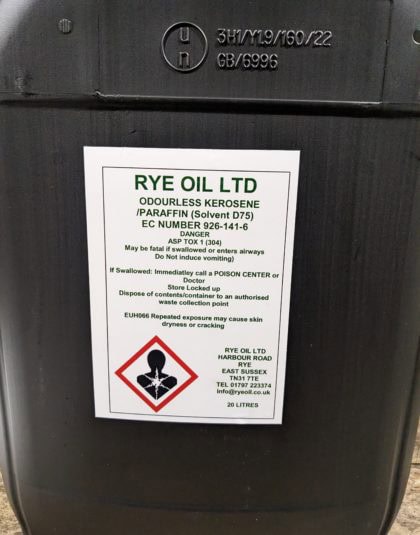 u
n
3H1/Y1.9/160/22
GB/6996
RYE OIL LTD
ODOURLESS KEROSENE
/PARAFFIN (Solvent D75)
EC NUMBER 926-141-6
DANGER
ASP TOX 1 (304)
May be fatal if swallowed or enters airways
Do Not induce vomiting)
If Swallowed: Immediatley call a POISON CENTER or
Doctor
Store Locked up
Dispose of contents/container to an authorised
waste collection point
EUH066 Repeated exposure may cause skin
dryness or cracking
RYE OIL LTD
HARBOUR ROAD
RYE
EAST SUSSEX
TN31 7TE
TEL 01797 223374
info@ryeoil.co.uk
20 LITRES